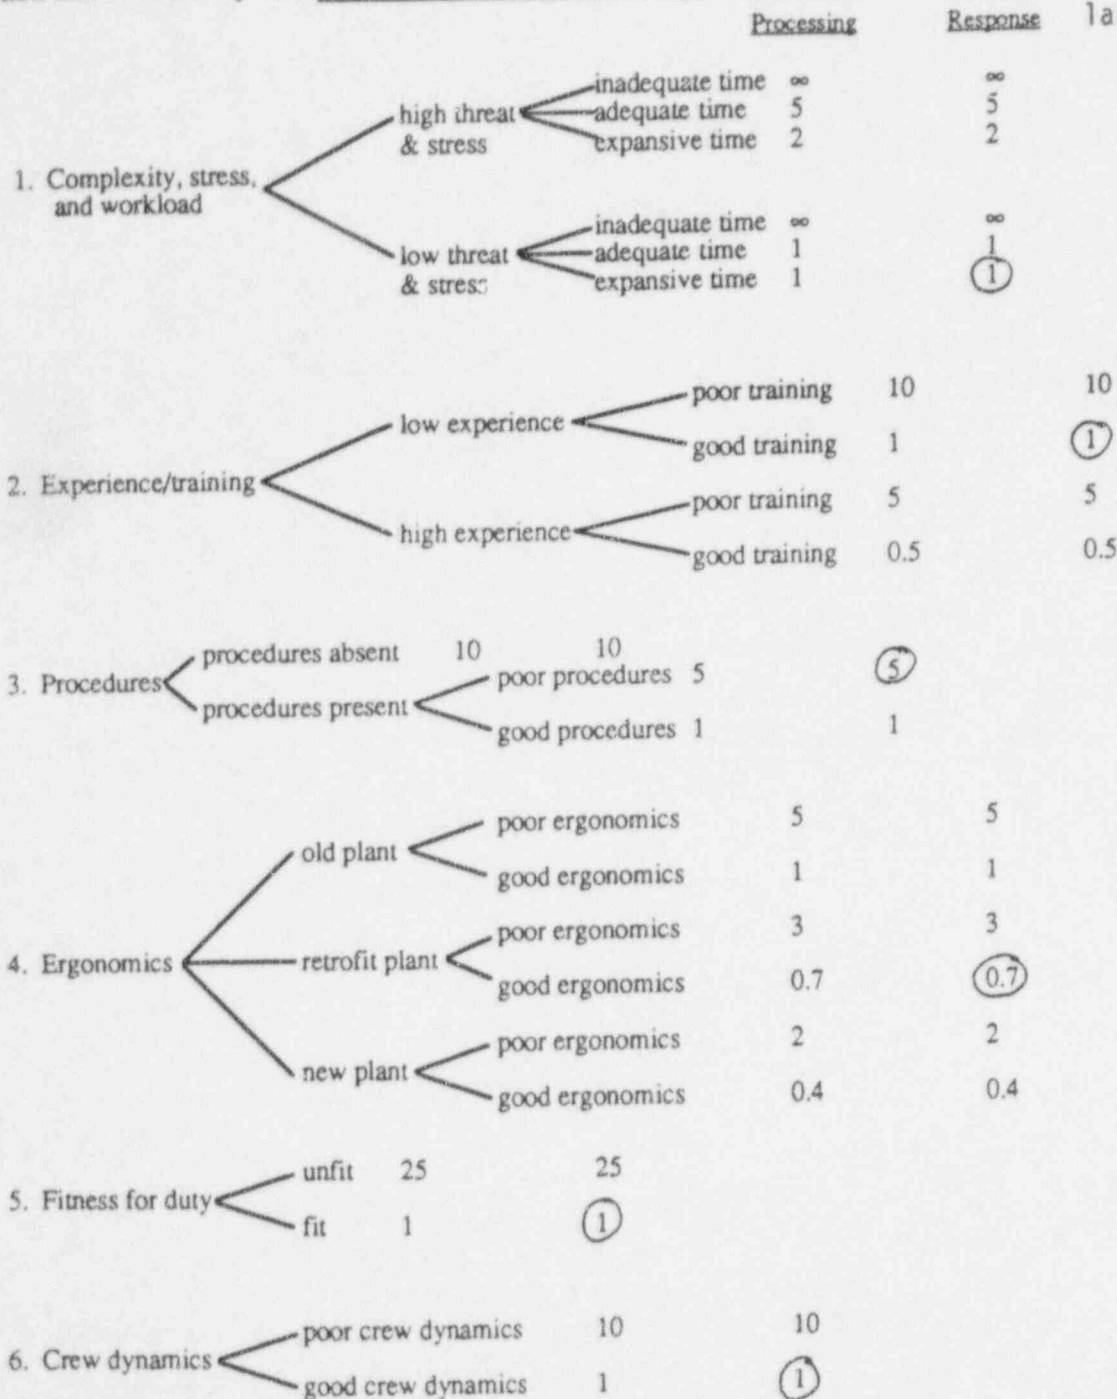 Processing Response 1a
inadequate time ∞ ∞
high threat adequate time 5 5
& stress expansive time 2 2
1. Complexity, stress,
and workload
inadequate time ∞ ∞
low threat adequate time 1 1
& stress expansive time 1 1
poor training 10 10
low experience
good training 1 1
2. Experience/training
poor training 5 5
high experience
good training 0.5 0.5
procedures absent 10 10
3. Procedures poor procedures 5 5
procedures present
good procedures 1 1
poor ergonomics 5 5
old plant
good ergonomics 1 1
poor ergonomics 3 3
4. Ergonomics retrofit plant
good ergonomics 0.7 0.7
poor ergonomics 2 2
new plant
good ergonomics 0.4 0.4
unfit 25 25
5. Fitness for duty
fit 1 1
poor crew dynamics 10 10
6. Crew dynamics
good crew dynamics 1 1